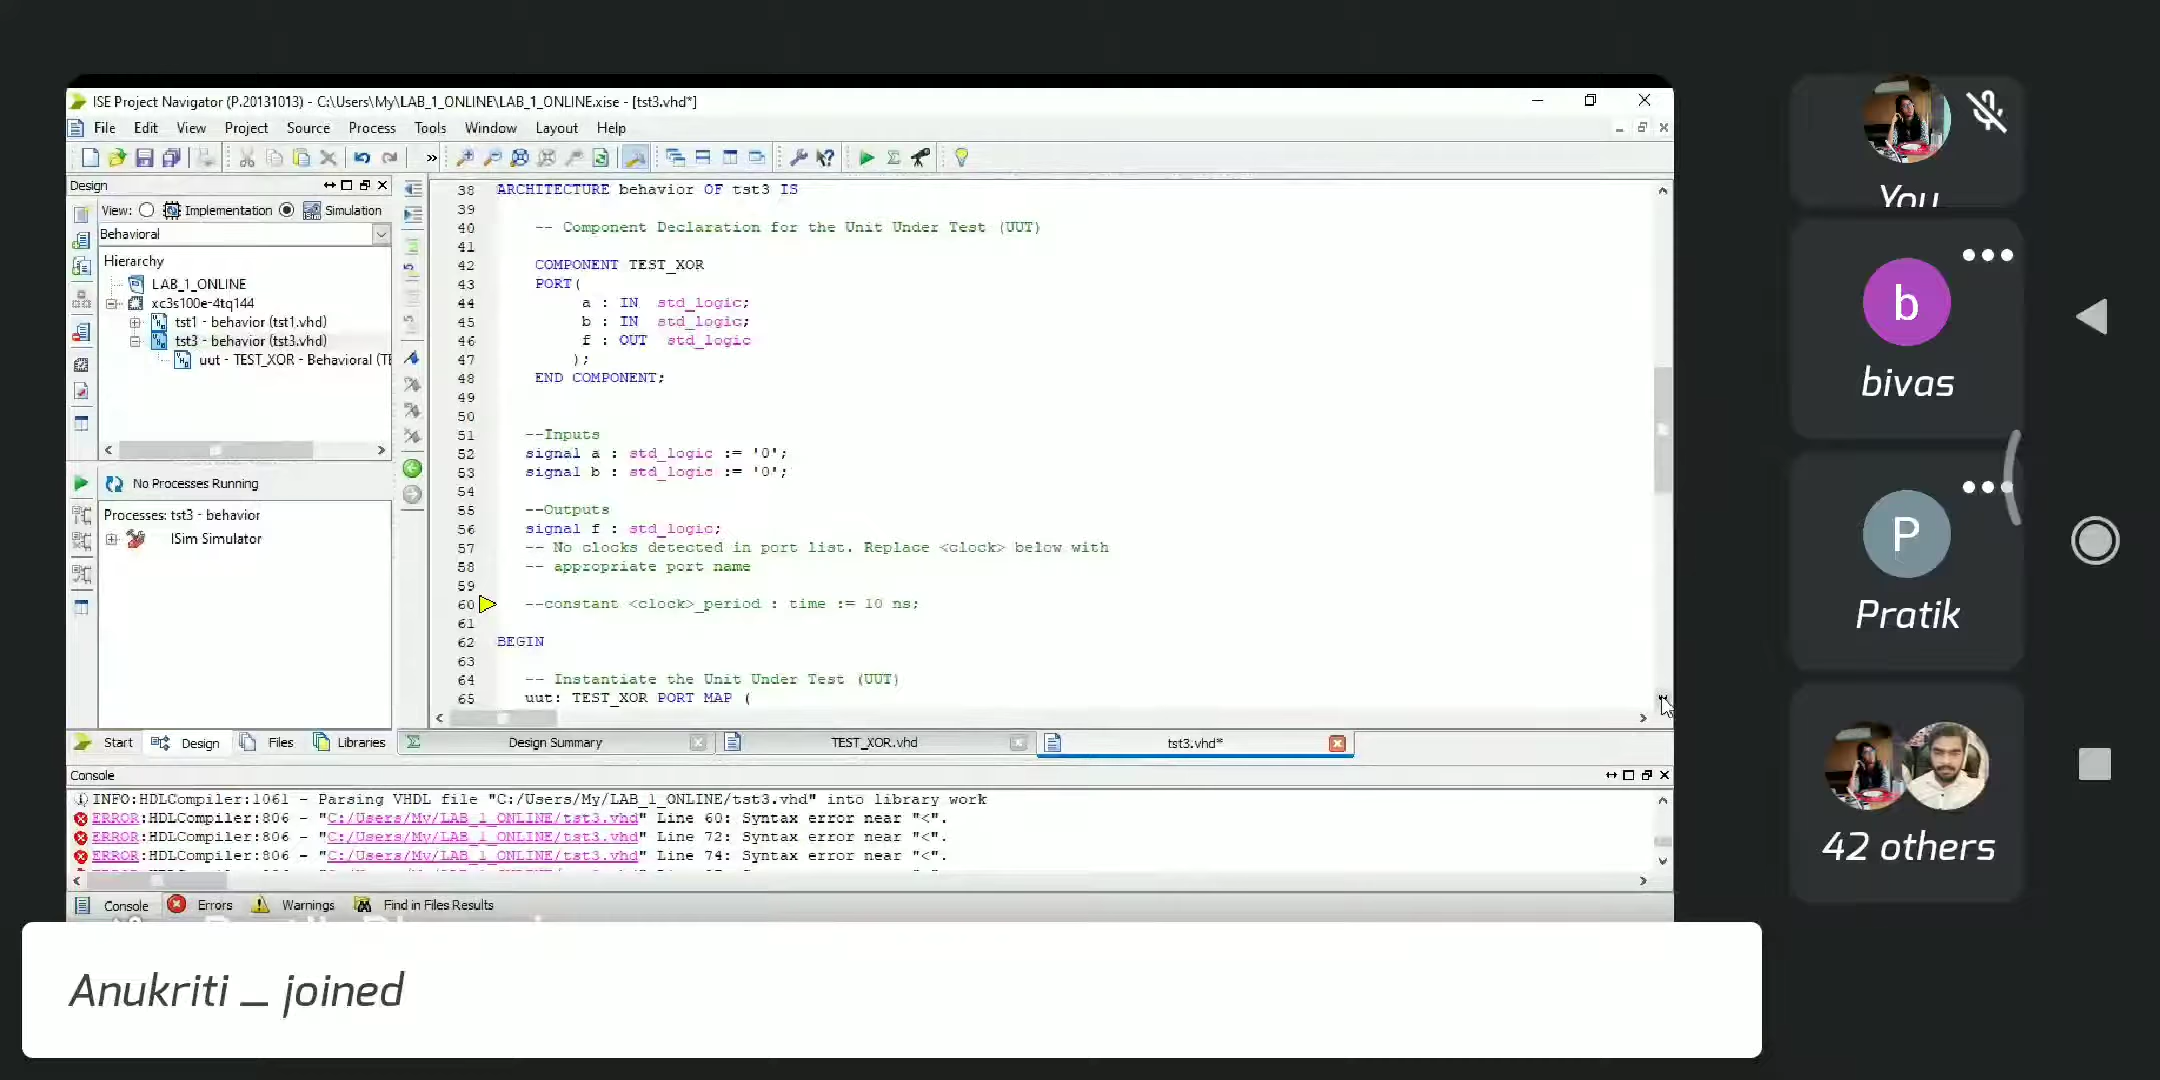 ISE Project Navigator (P.20131013) - C:\Users\My\LAB_1_ONLINE\LAB_1_ONLINE.xise - [tst3.vhd*]
File Edit View Project Source Process Tools Window Layout Help
Design
View: Implementation Simulation
Behavioral
Hierarchy
LAB_1_ONLINE
xc3s100e-4tq144
tst1 - behavior (tst1.vhd)
tst3 - behavior (tst3.vhd)
uut - TEST_XOR - Behavioral (TE
No Processes Running
Processes: tst3 - behavior
ISim Simulator
38 ARCHITECTURE behavior OF tst3 IS
39
40 -- Component Declaration for the Unit Under Test (UUT)
41
42 COMPONENT TEST_XOR
43 PORT(
44 a : IN std_logic;
45 b : IN std_logic;
46 f : OUT std_logic
47 );
48 END COMPONENT;
49
50
51 --Inputs
52 signal a : std_logic := '0';
53 signal b : std_logic := '0';
54
55 --Outputs
56 signal f : std_logic;
57 -- No clocks detected in port list. Replace <clock> below with
58 -- appropriate port name
59
60 --constant <clock>_period : time := 10 ns;
61
62 BEGIN
63
64 -- Instantiate the Unit Under Test (UUT)
65 uut: TEST_XOR PORT MAP (
Start Design Files Libraries
Design Summary TEST_XOR.vhd tst3.vhd*
Console
INFO:HDLCompiler:1061 - Parsing VHDL file "C:/Users/My/LAB_1_ONLINE/tst3.vhd" into library work
ERROR:HDLCompiler:806 - "C:/Users/My/LAB_1_ONLINE/tst3.vhd" Line 60: Syntax error near "<".
ERROR:HDLCompiler:806 - "C:/Users/My/LAB_1_ONLINE/tst3.vhd" Line 72: Syntax error near "<".
ERROR:HDLCompiler:806 - "C:/Users/My/LAB_1_ONLINE/tst3.vhd" Line 74: Syntax error near "<".
Console Errors Warnings Find in Files Results
Anukriti _ joined
You
b
bivas
P
Pratik
42 others